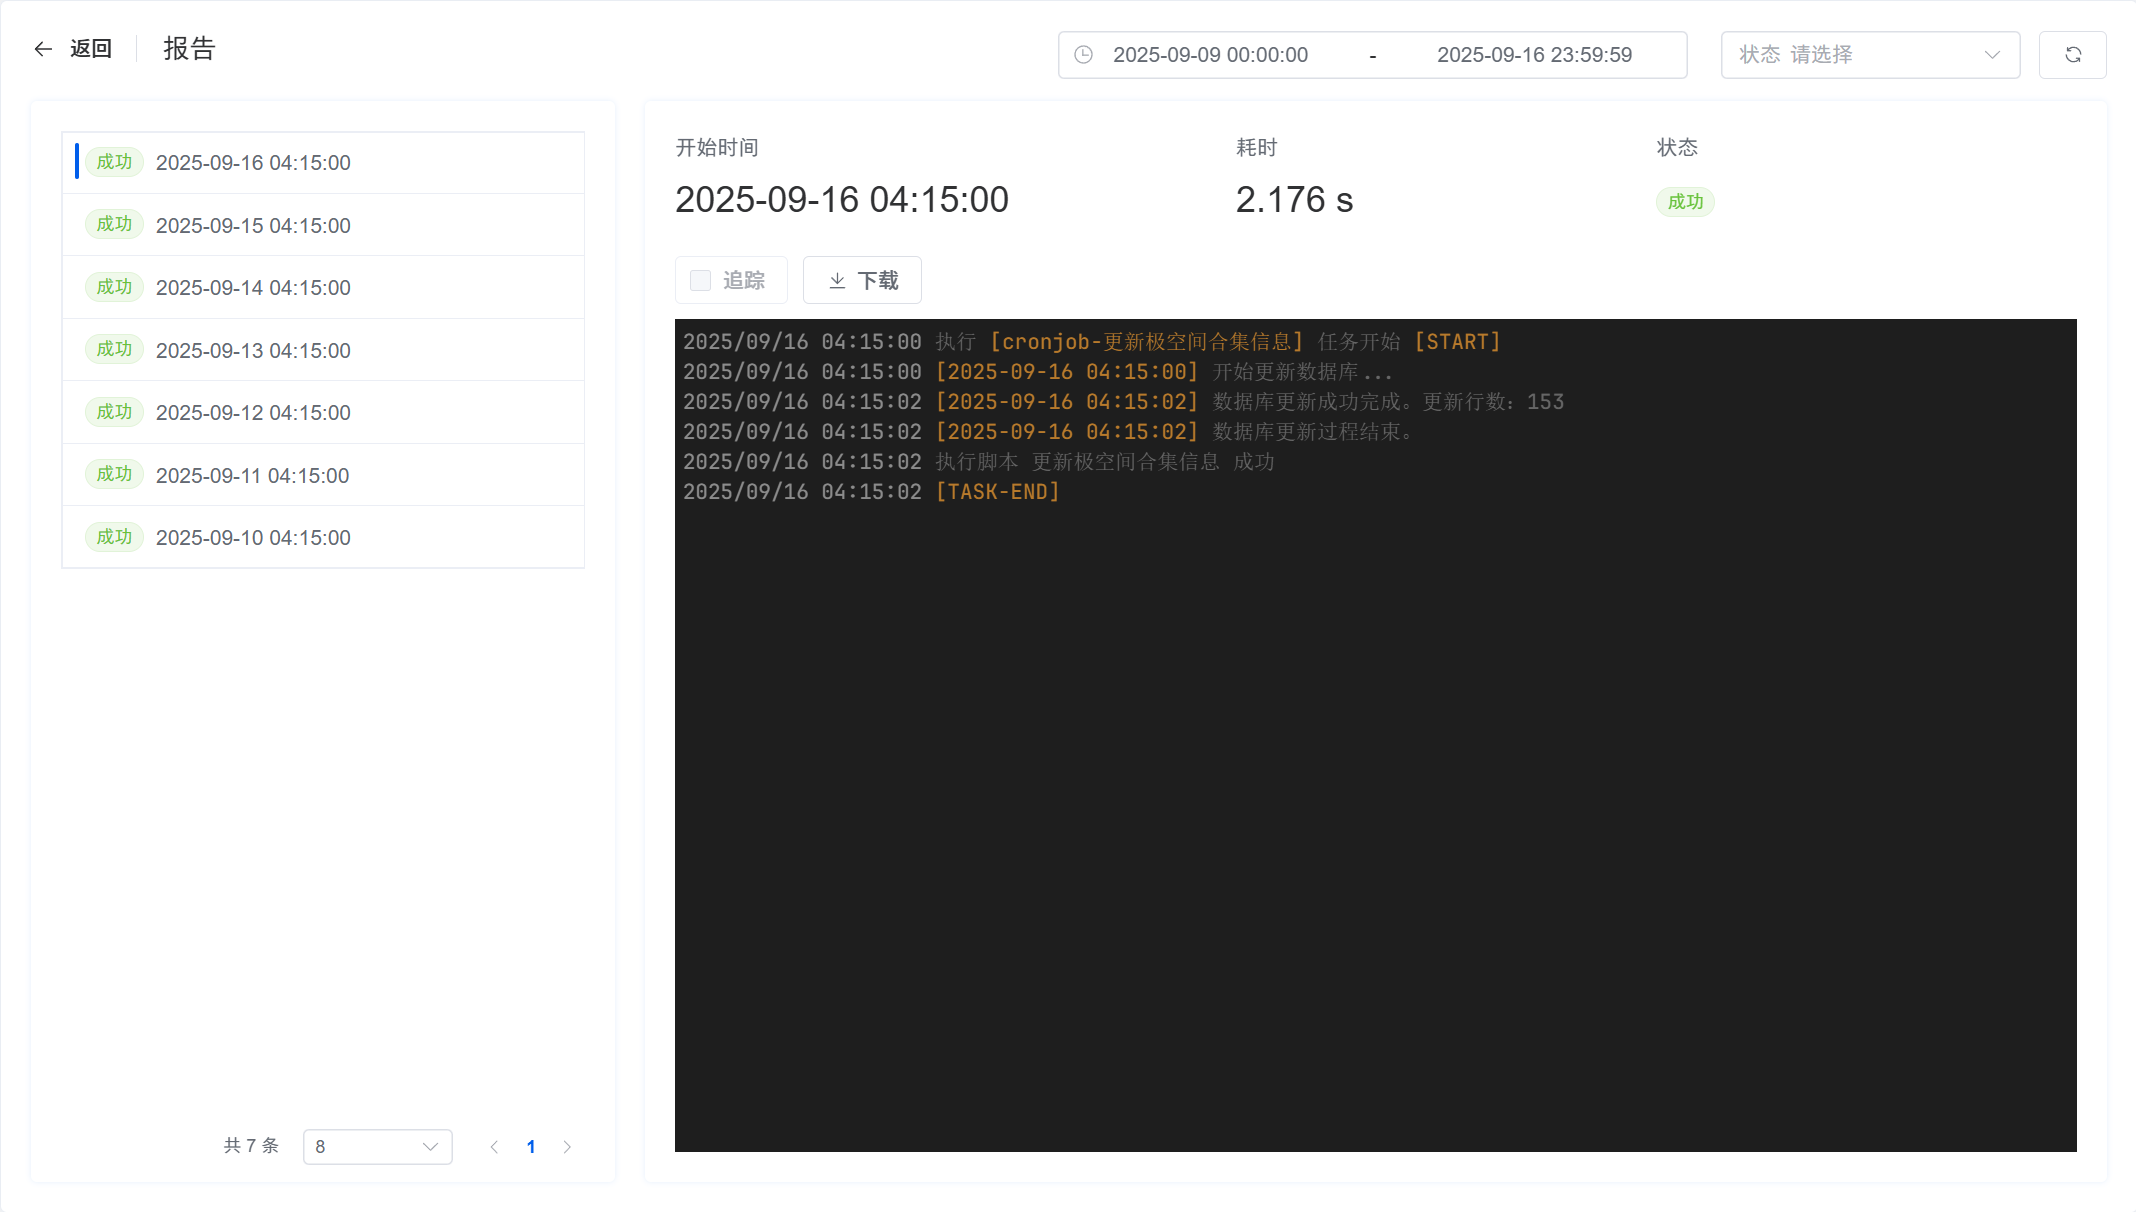 返回 报告
2025-09-09 00:00:00 - 2025-09-16 23:59:59 状态 请选择
成功 2025-09-16 04:15:00
成功 2025-09-15 04:15:00
成功 2025-09-14 04:15:00
成功 2025-09-13 04:15:00
成功 2025-09-12 04:15:00
成功 2025-09-11 04:15:00
成功 2025-09-10 04:15:00
共 7 条 8 1
开始时间 耗时 状态
2025-09-16 04:15:00 2.176 s 成功
追踪 下载
2025/09/16 04:15:00 执行 [cronjob-更新极空间合集信息] 任务开始 [START]
2025/09/16 04:15:00 [2025-09-16 04:15:00] 开始更新数据库...
2025/09/16 04:15:02 [2025-09-16 04:15:02] 数据库更新成功完成。更新行数：153
2025/09/16 04:15:02 [2025-09-16 04:15:02] 数据库更新过程结束。
2025/09/16 04:15:02 执行脚本 更新极空间合集信息 成功
2025/09/16 04:15:02 [TASK-END]